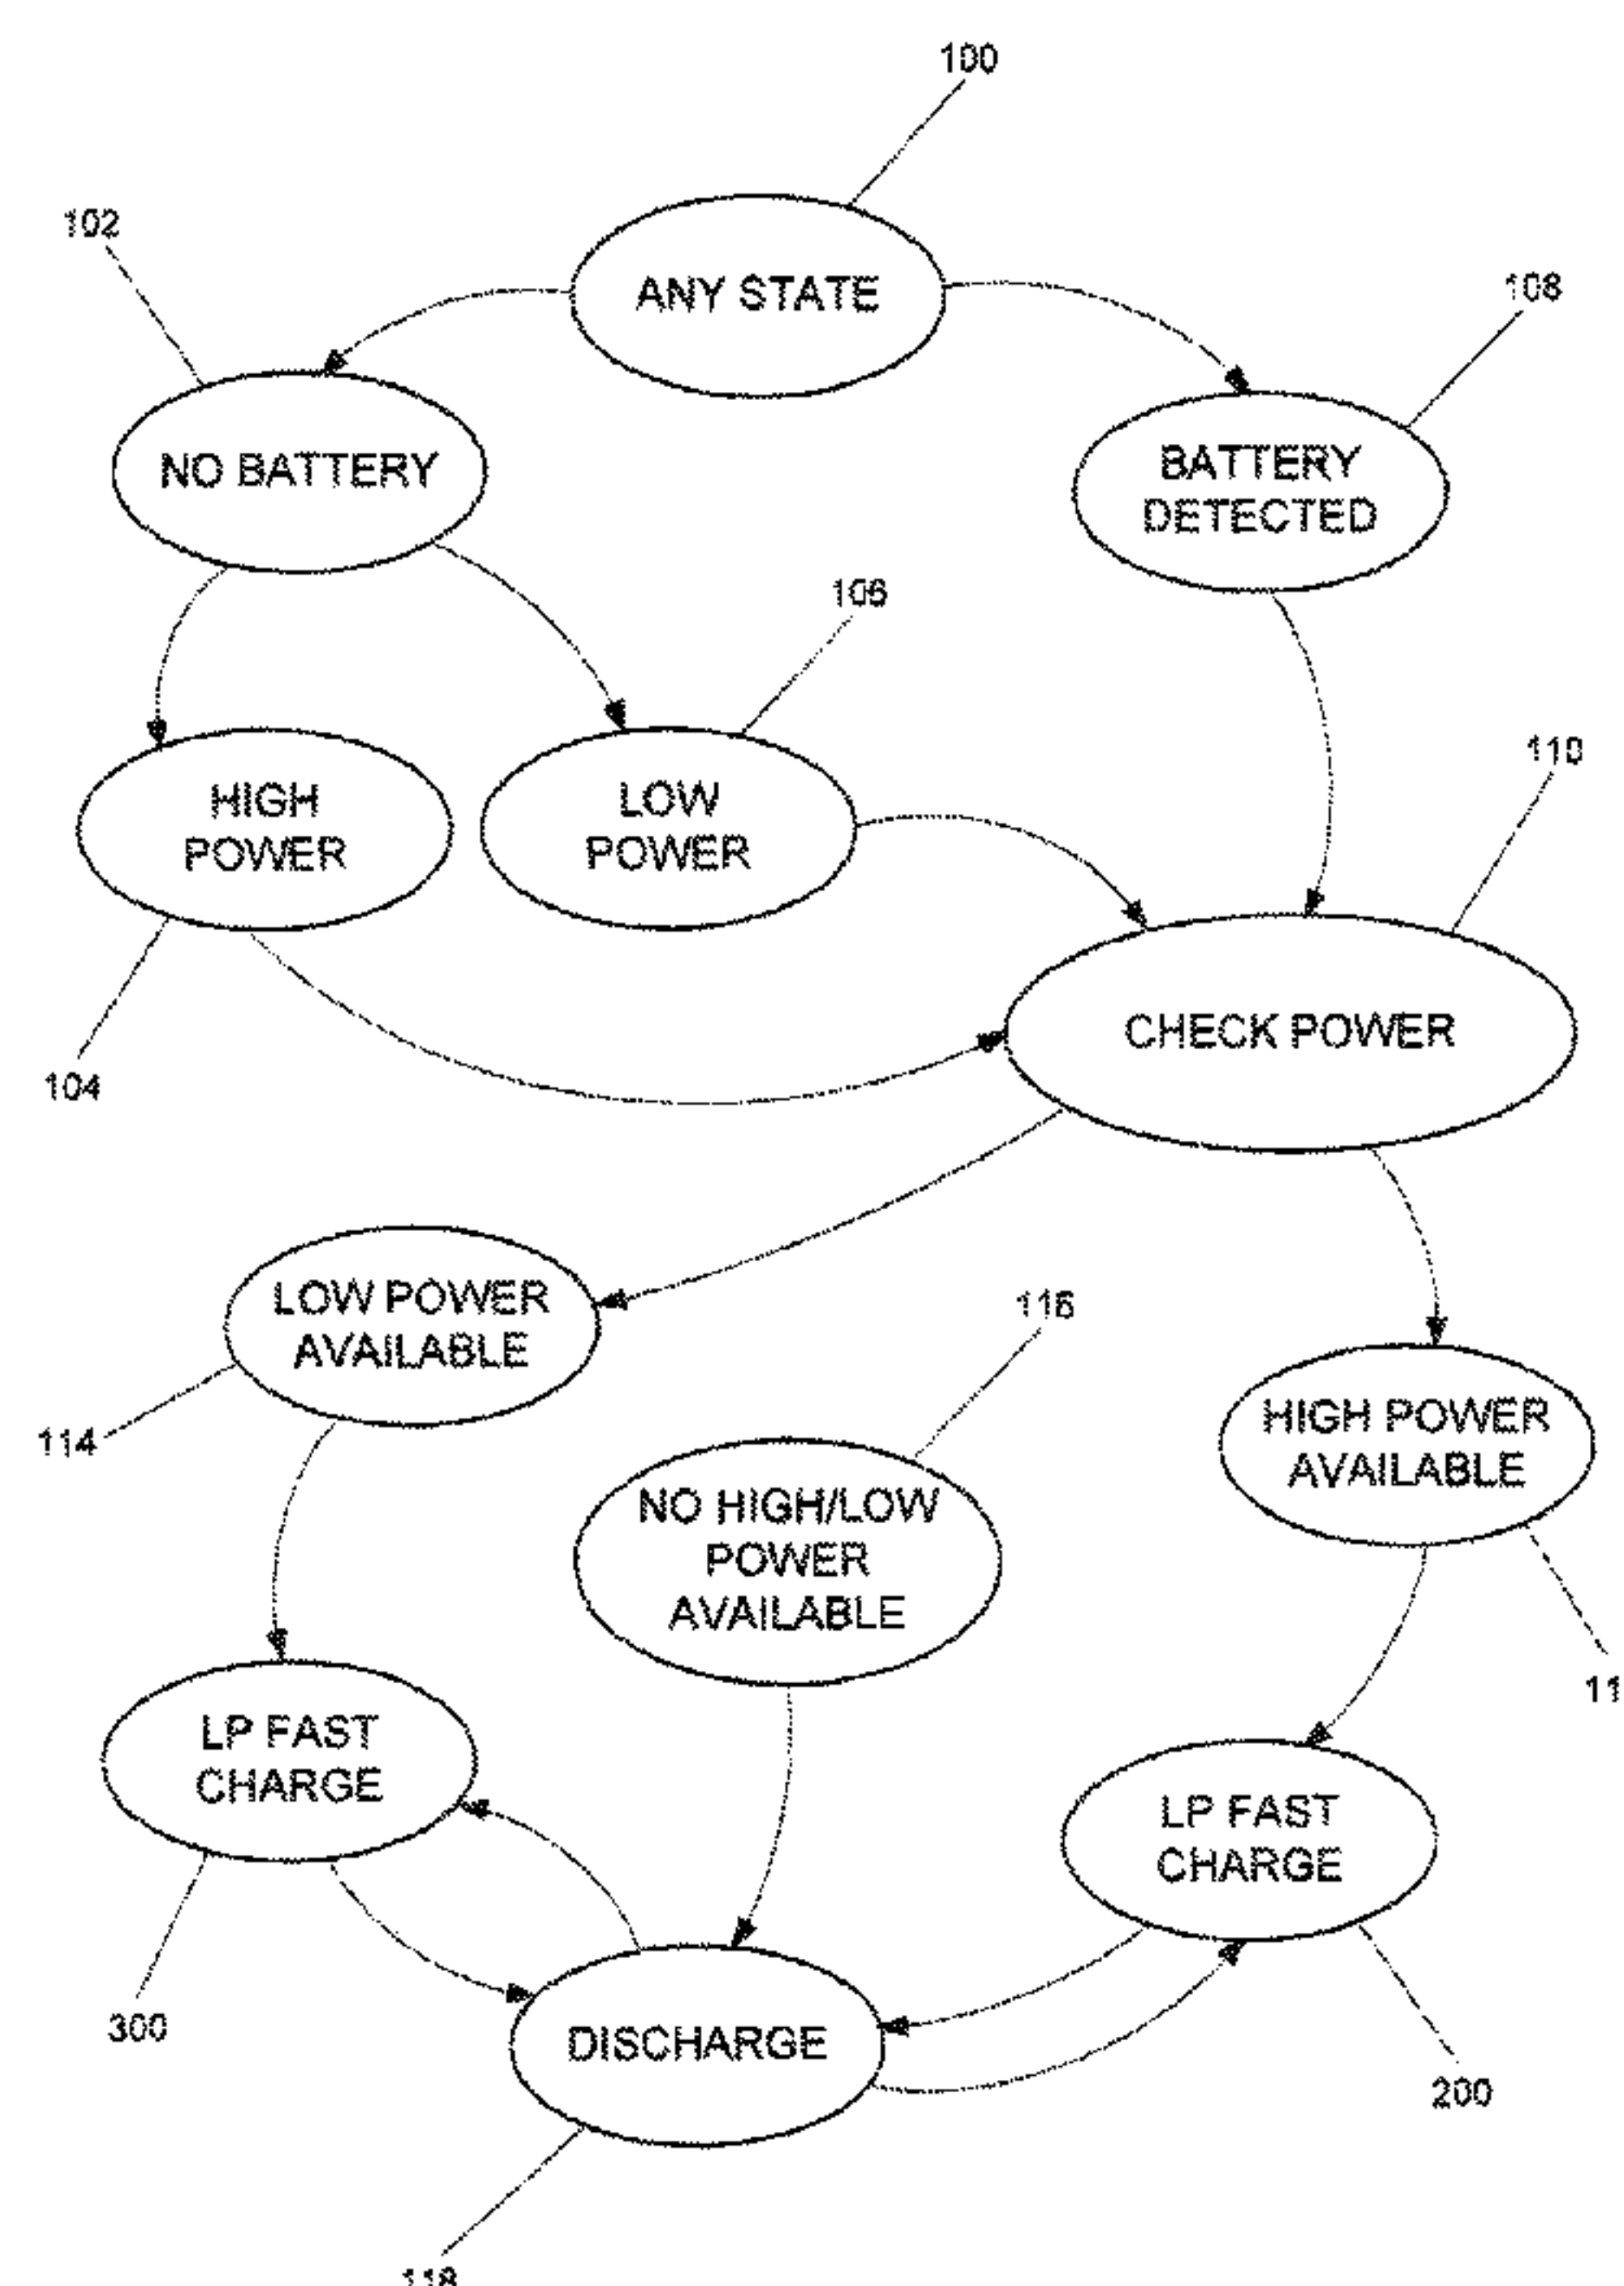 100
102
ANY STATE
108
NO BATTERY
BATTERY
DETECTED
106
110
HIGH
POWER
LOW
POWER
CHECK POWER
104
LOW POWER
AVAILABLE
116
114
HIGH POWER
AVAILABLE
NO HIGH/LOW
POWER
AVAILABLE
11
LP FAST
CHARGE
LP FAST
CHARGE
300
DISCHARGE
200
118